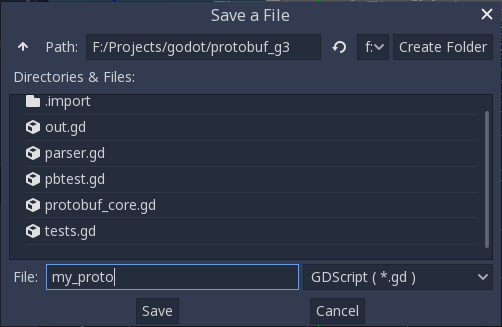 Save a File
Path: F:/Projects/godot/protobuf_g3 f: Create Folder
Directories & Files:
.import
out.gd
parser.gd
pbtest.gd
protobuf_core.gd
tests.gd
File: my_proto GDScript ( *.gd )
Save Cancel